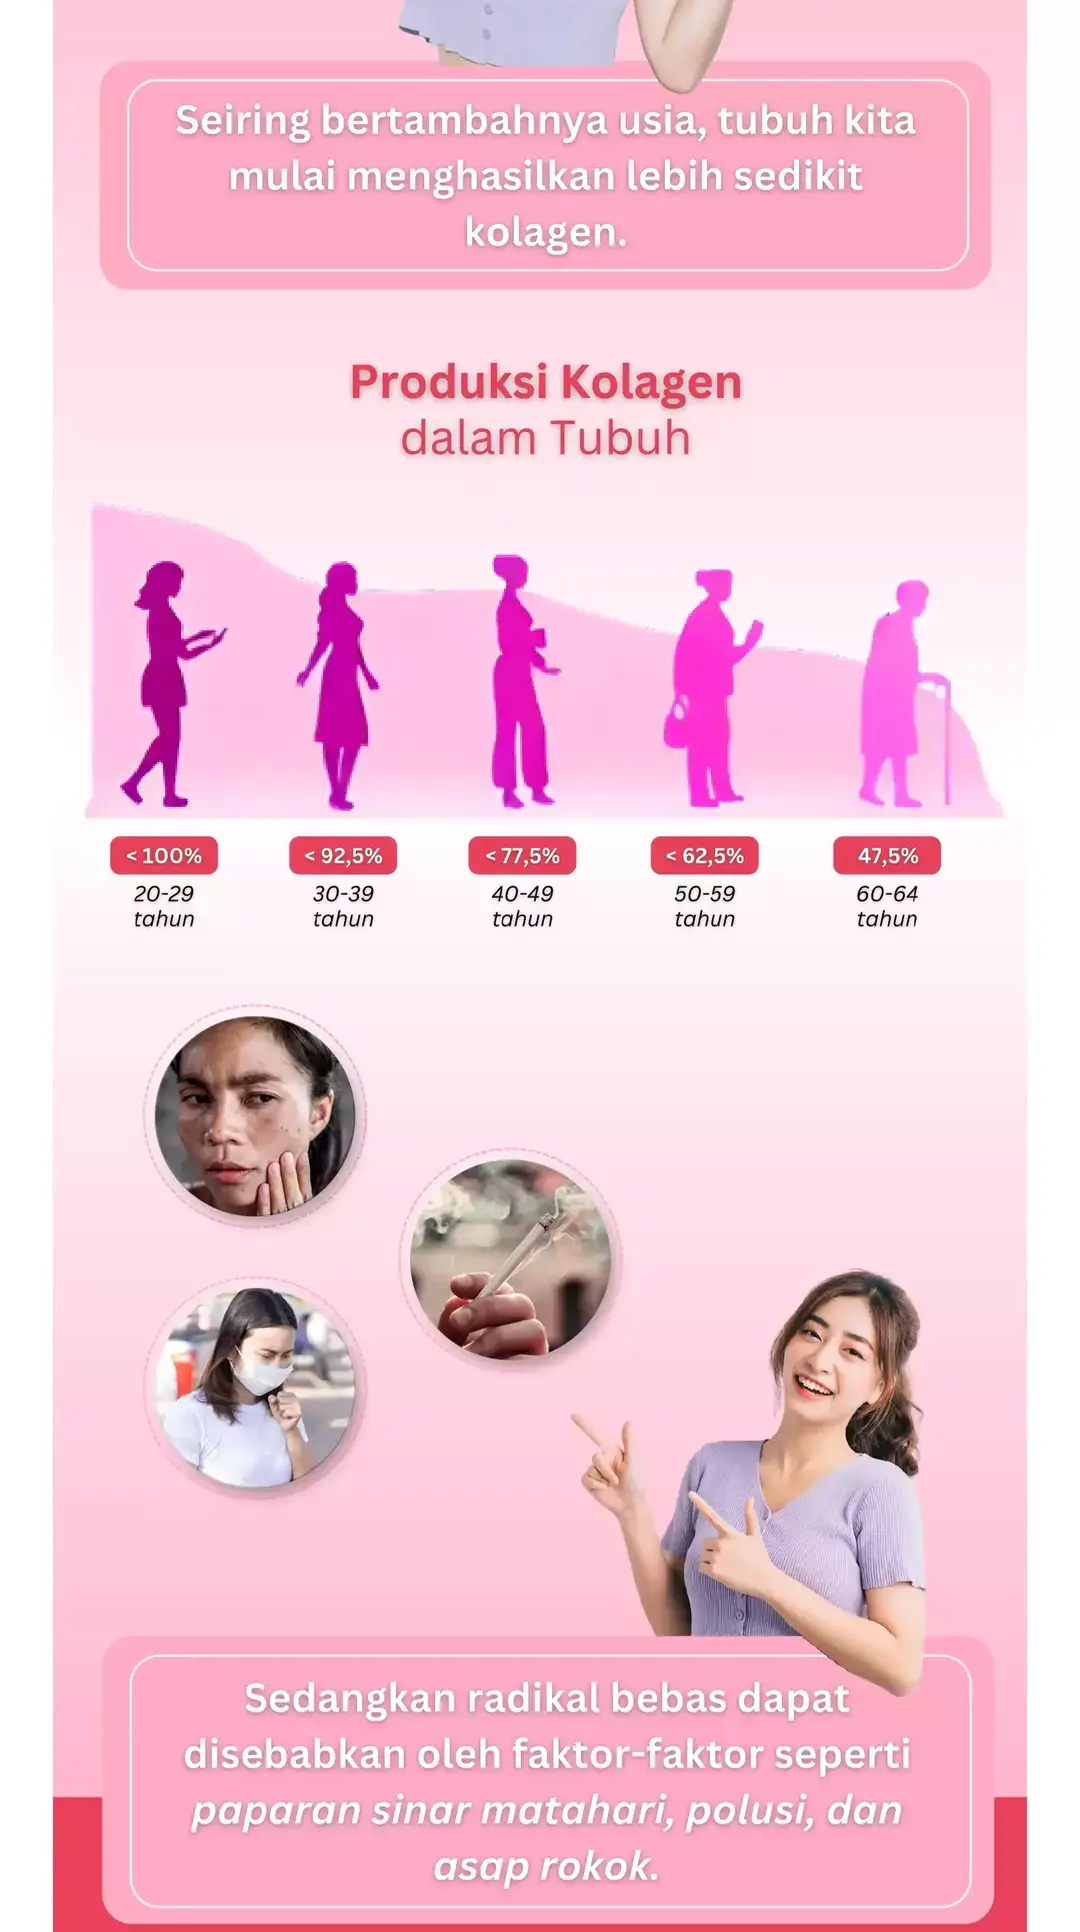 Seiring bertambahnya usia, tubuh kita
mulai menghasilkan lebih sedikit
kolagen.
Produksi Kolagen
dalam Tubuh
< 100%
20-29
tahun
< 92,5%
30-39
tahun
< 77,5%
40-49
tahun
< 62,5%
50-59
tahun
47,5%
60-64
tahun
Sedangkan radikal bebas dapat
disebabkan oleh faktor-faktor seperti
paparan sinar matahari, polusi, dan
asap rokok.